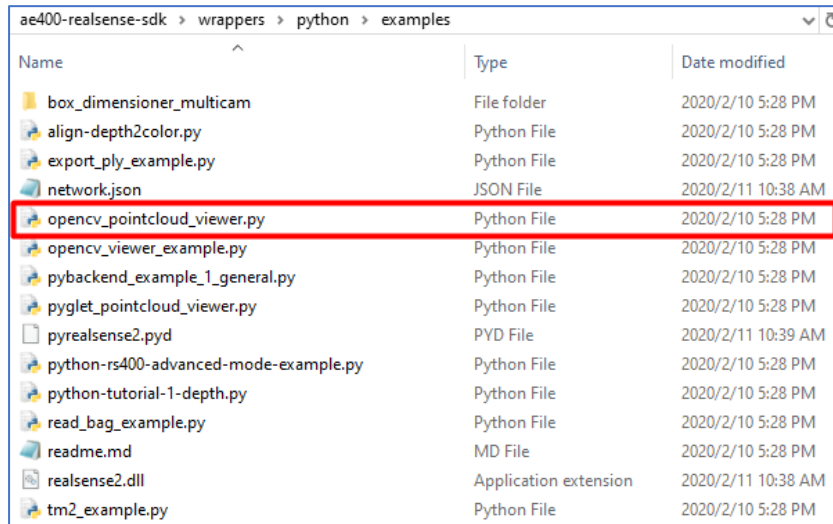 ae400-realsense-sdk > wrappers > python > examples
Name Type Date modified
box_dimensioner_multicam File folder 2020/2/10 5:28 PM
align-depth2color.py Python File 2020/2/10 5:28 PM
export_ply_example.py Python File 2020/2/10 5:28 PM
network.json JSON File 2020/2/11 10:38 AM
opencv_pointcloud_viewer.py Python File 2020/2/10 5:28 PM
opencv_viewer_example.py Python File 2020/2/10 5:28 PM
pybackend_example_1_general.py Python File 2020/2/10 5:28 PM
pyglet_pointcloud_viewer.py Python File 2020/2/10 5:28 PM
pyrealsense2.pyd PYD File 2020/2/11 10:39 AM
python-rs400-advanced-mode-example.py Python File 2020/2/10 5:28 PM
python-tutorial-1-depth.py Python File 2020/2/10 5:28 PM
read_bag_example.py Python File 2020/2/10 5:28 PM
readme.md MD File 2020/2/10 5:28 PM
realsense2.dll Application extension 2020/2/11 10:38 AM
tm2_example.py Python File 2020/2/10 5:28 PM